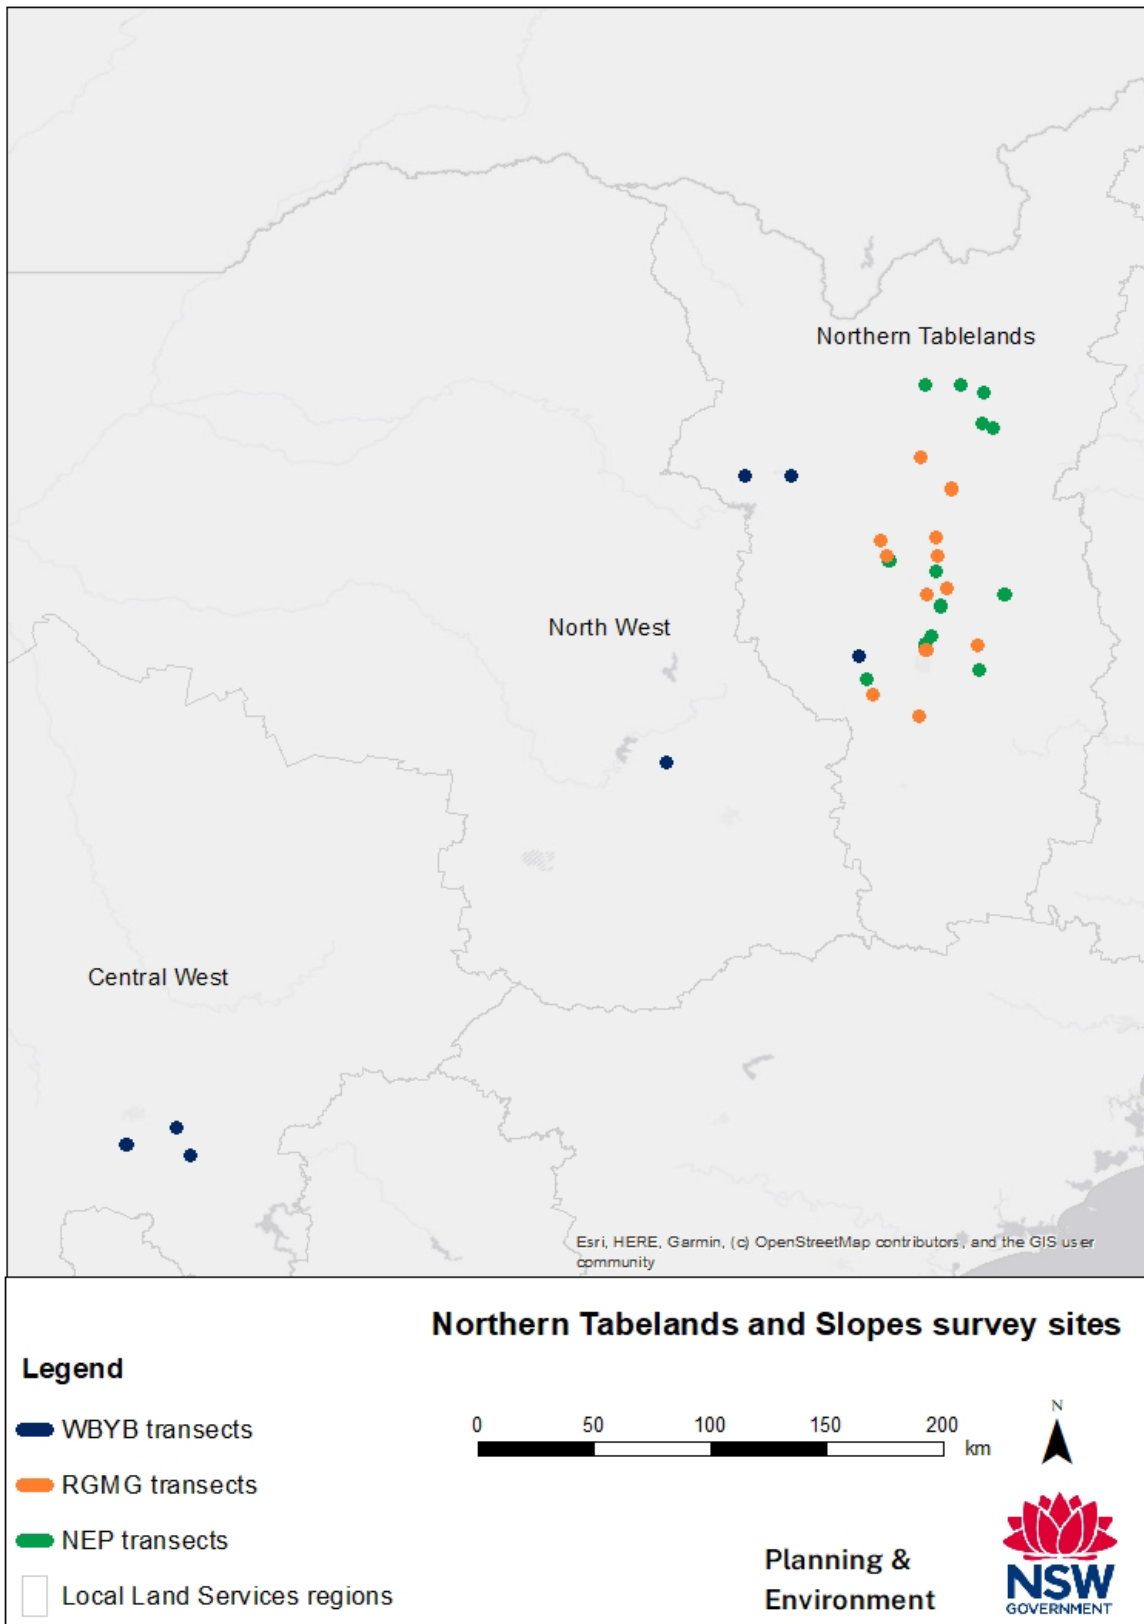 Northern Tablelands
North West
Central West
Esri, HERE, Garmin, (c) OpenStreetMap contributors, and the GIS user
community
Northern Tabelands and Slopes survey sites
Legend
WBYB transects
RGMG transects
NEP transects
Local Land Services regions
0 50 100 150 200
km
N
Planning &
Environment
NSW
GOVERNMENT